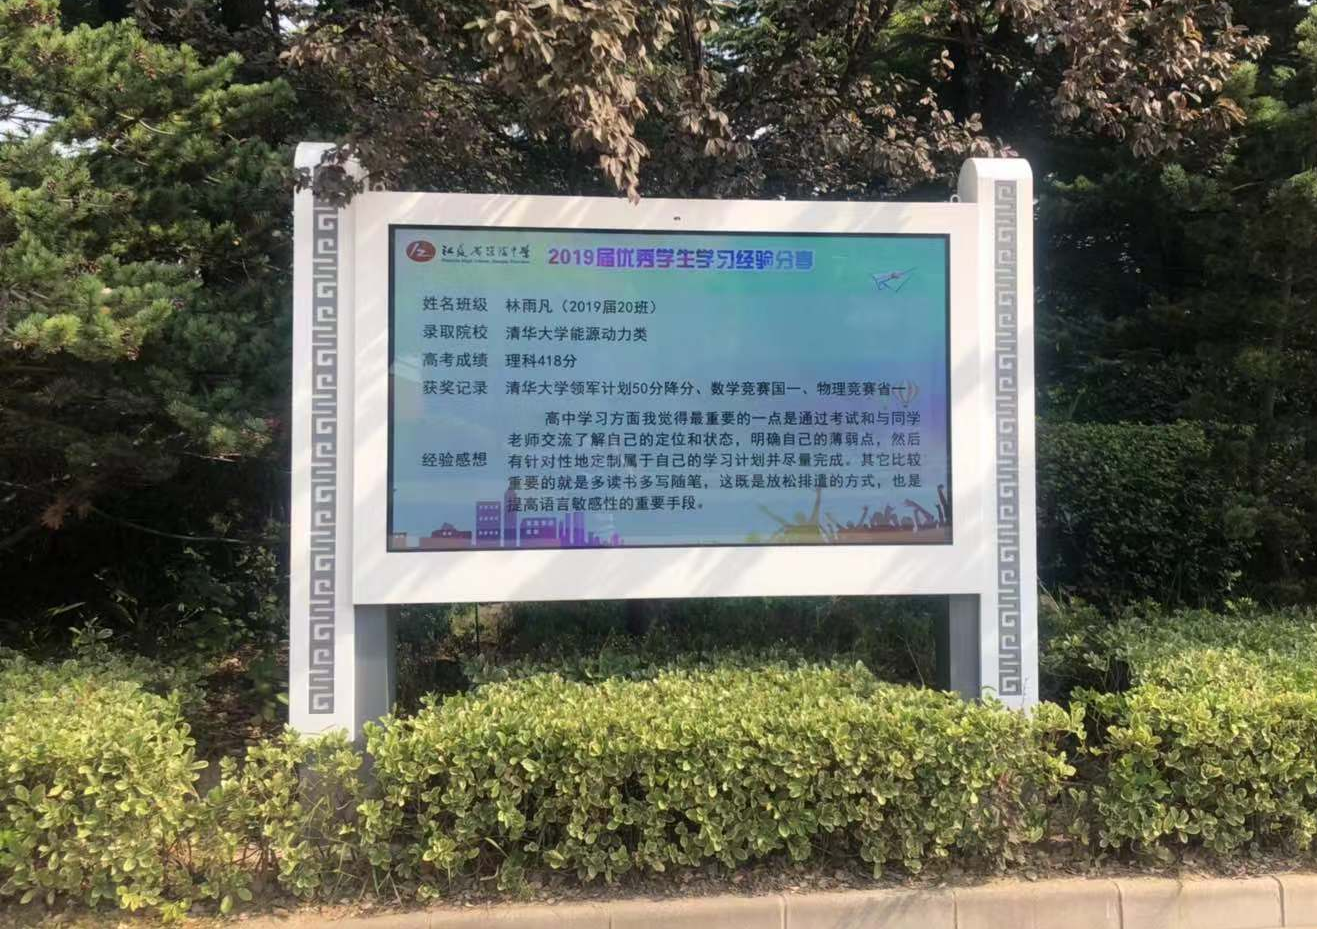 江苏省淮阴中学
2019届优秀学生学习经验分享
姓名班级 林雨凡（2019届20班）
录取院校 清华大学能源动力类
高考成绩 理科418分
获奖记录 清华大学领军计划50分降分、数学竞赛国一、物理竞赛省一
高中学习方面我觉得最重要的一点是通过考试和与同学
老师交流了解自己的定位和状态，明确自己的薄弱点，然后
经验感想 有针对性地定制属于自己的学习计划并尽量完成。其它比较
重要的就是多读书多写随笔，这既是放松排遣的方式，也是
提高语言敏感性的重要手段。